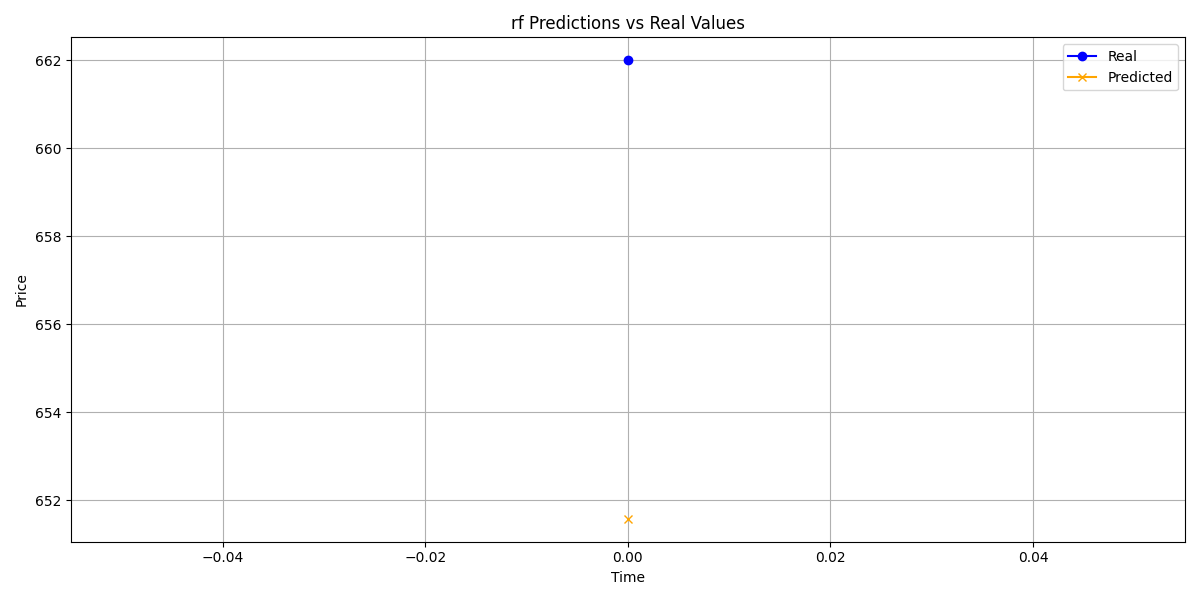 rf Predictions vs Real Values
Real
Predicted
662
660
658
656
654
652
Price
−0.04
−0.02
0.00
0.02
0.04
Time